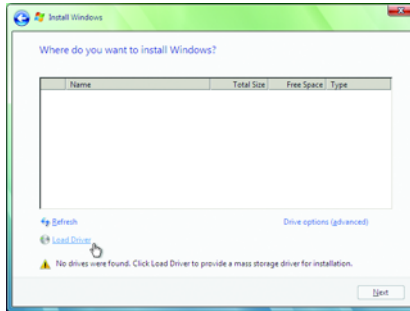 Install Windows
Where do you want to install Windows?
Name Total Size Free Space Type
Refresh Drive options (advanced)
Load Driver
No drives were found. Click Load Driver to provide a mass storage driver for installation.
Next